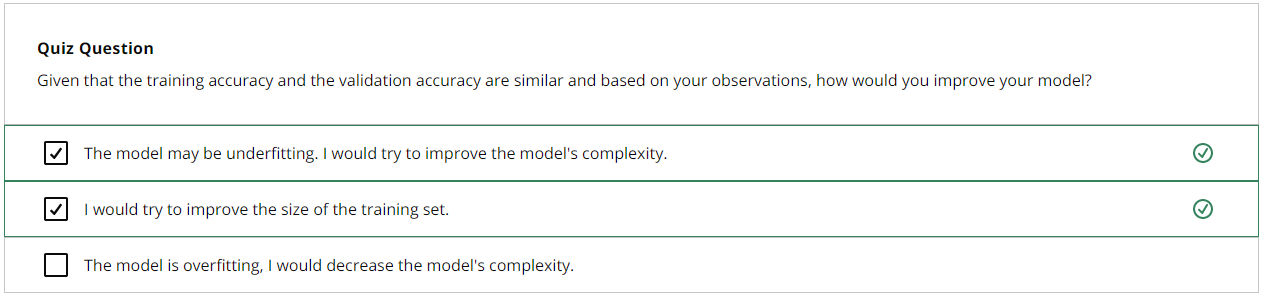 Quiz Question
Given that the training accuracy and the validation accuracy are similar and based on your observations, how would you improve your model?
The model may be underfitting. I would try to improve the model's complexity.
I would try to improve the size of the training set.
The model is overfitting, I would decrease the model's complexity.